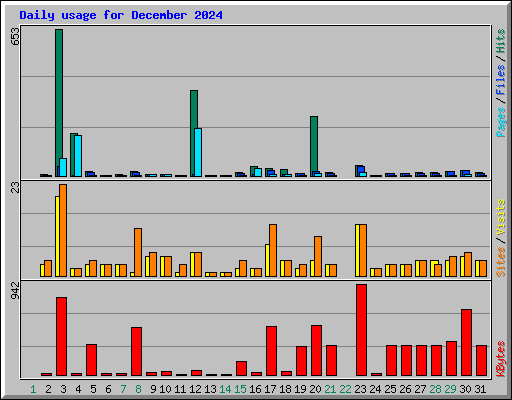 Daily usage for December 2024
653
Pages / Files / Hits
23
Sites / Visits
942
KBytes
1 2 3 4 5 6 7 8 9 10 11 12 13 14 15 16 17 18 19 20 21 22 23 24 25 26 27 28 29 30 31